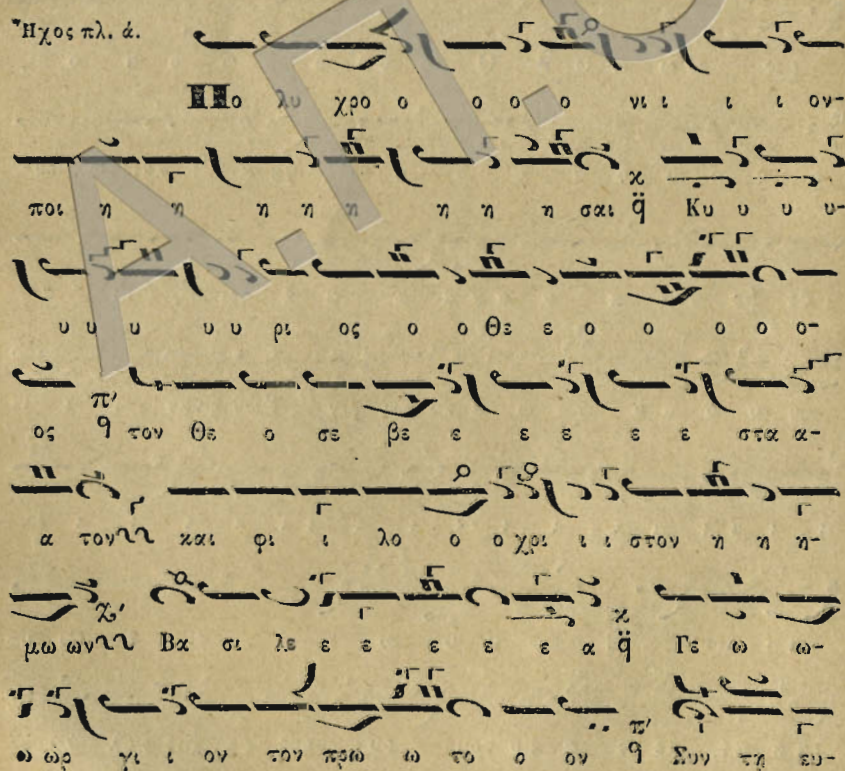 Ἦχος πλ. ά.
Πο λυ χρο ο ο ο ο νι ι ι ι ον-
ποι η η η η η η η η σαι κ q̈ Κυ υ υ υ-
υ υ υ υ υ ρι ος ο ο Θε ε ο ο ο ο ο-
ος π' q τον Θε ο σε βε ε ε ε ε ε στα α-
α τον και φι ι λο ο ο χρι ι ι στον η η η-
μω ων χ' Βα σι λε ε ε ε ε ε α κ q̈ Γε ω ω-
ω ωρ γι ι ον τον πρω ω το ο ον π' q Συν τη ευ-
Α.Π.